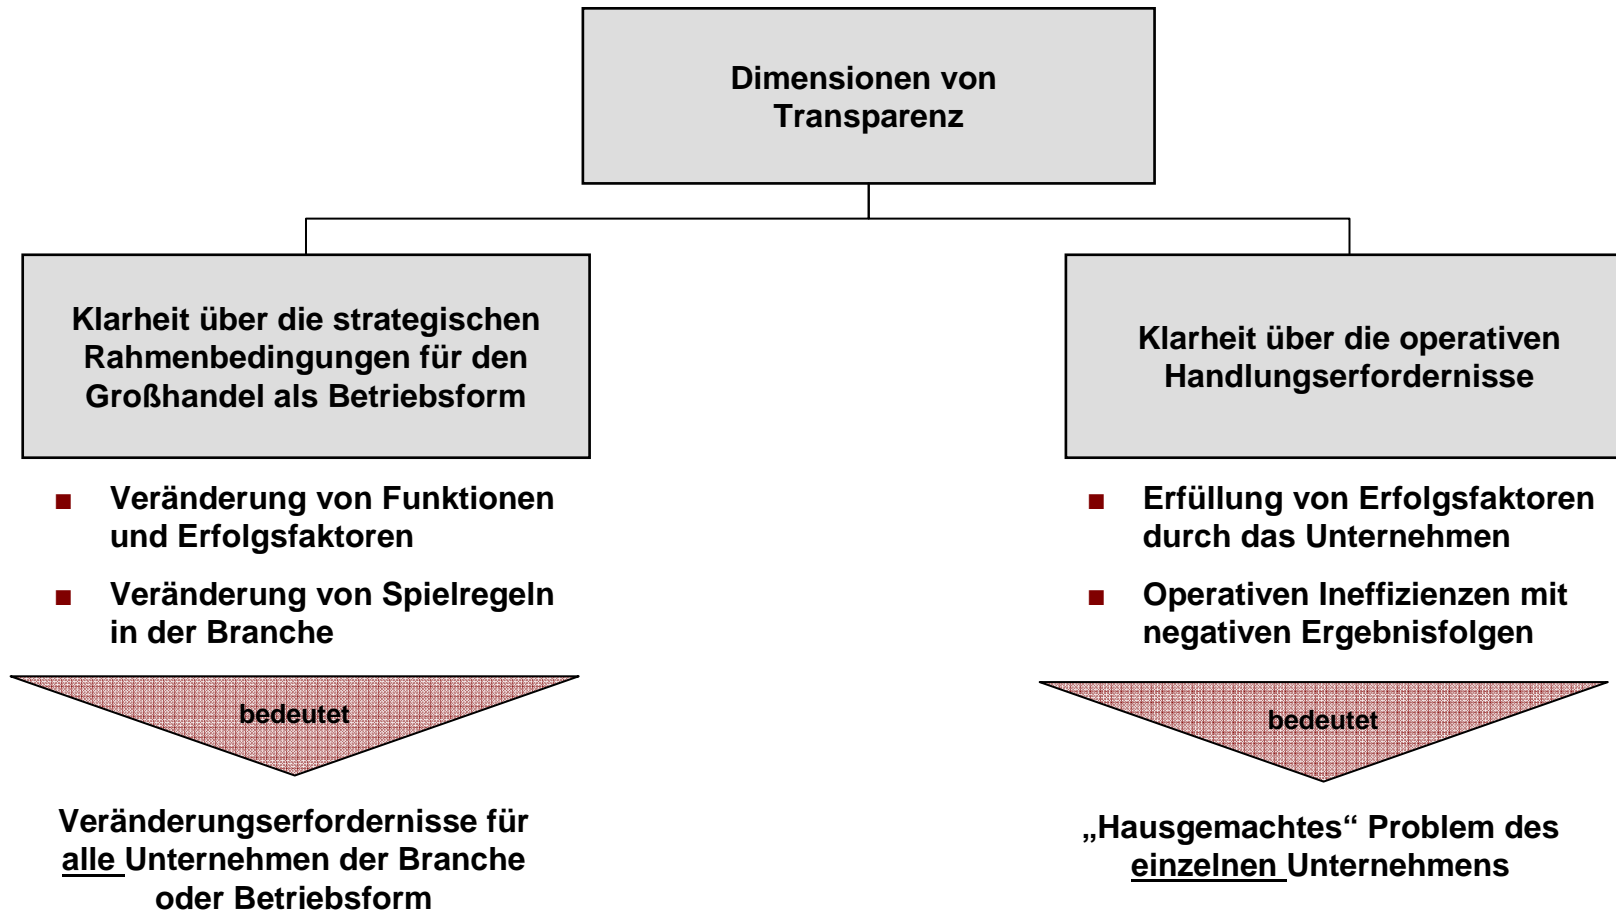 Dimensionen von
Transparenz
Klarheit über die strategischen
Rahmenbedingungen für den
Großhandel als Betriebsform
■ Veränderung von Funktionen
und Erfolgsfaktoren
■ Veränderung von Spielregeln
in der Branche
bedeutet
Veränderungserfordernisse für
alle Unternehmen der Branche
oder Betriebsform
Klarheit über die operativen
Handlungserfordernisse
■ Erfüllung von Erfolgsfaktoren
durch das Unternehmen
■ Operativen Ineffizienzen mit
negativen Ergebnisfolgen
bedeutet
„Hausgemachtes“ Problem des
einzelnen Unternehmens